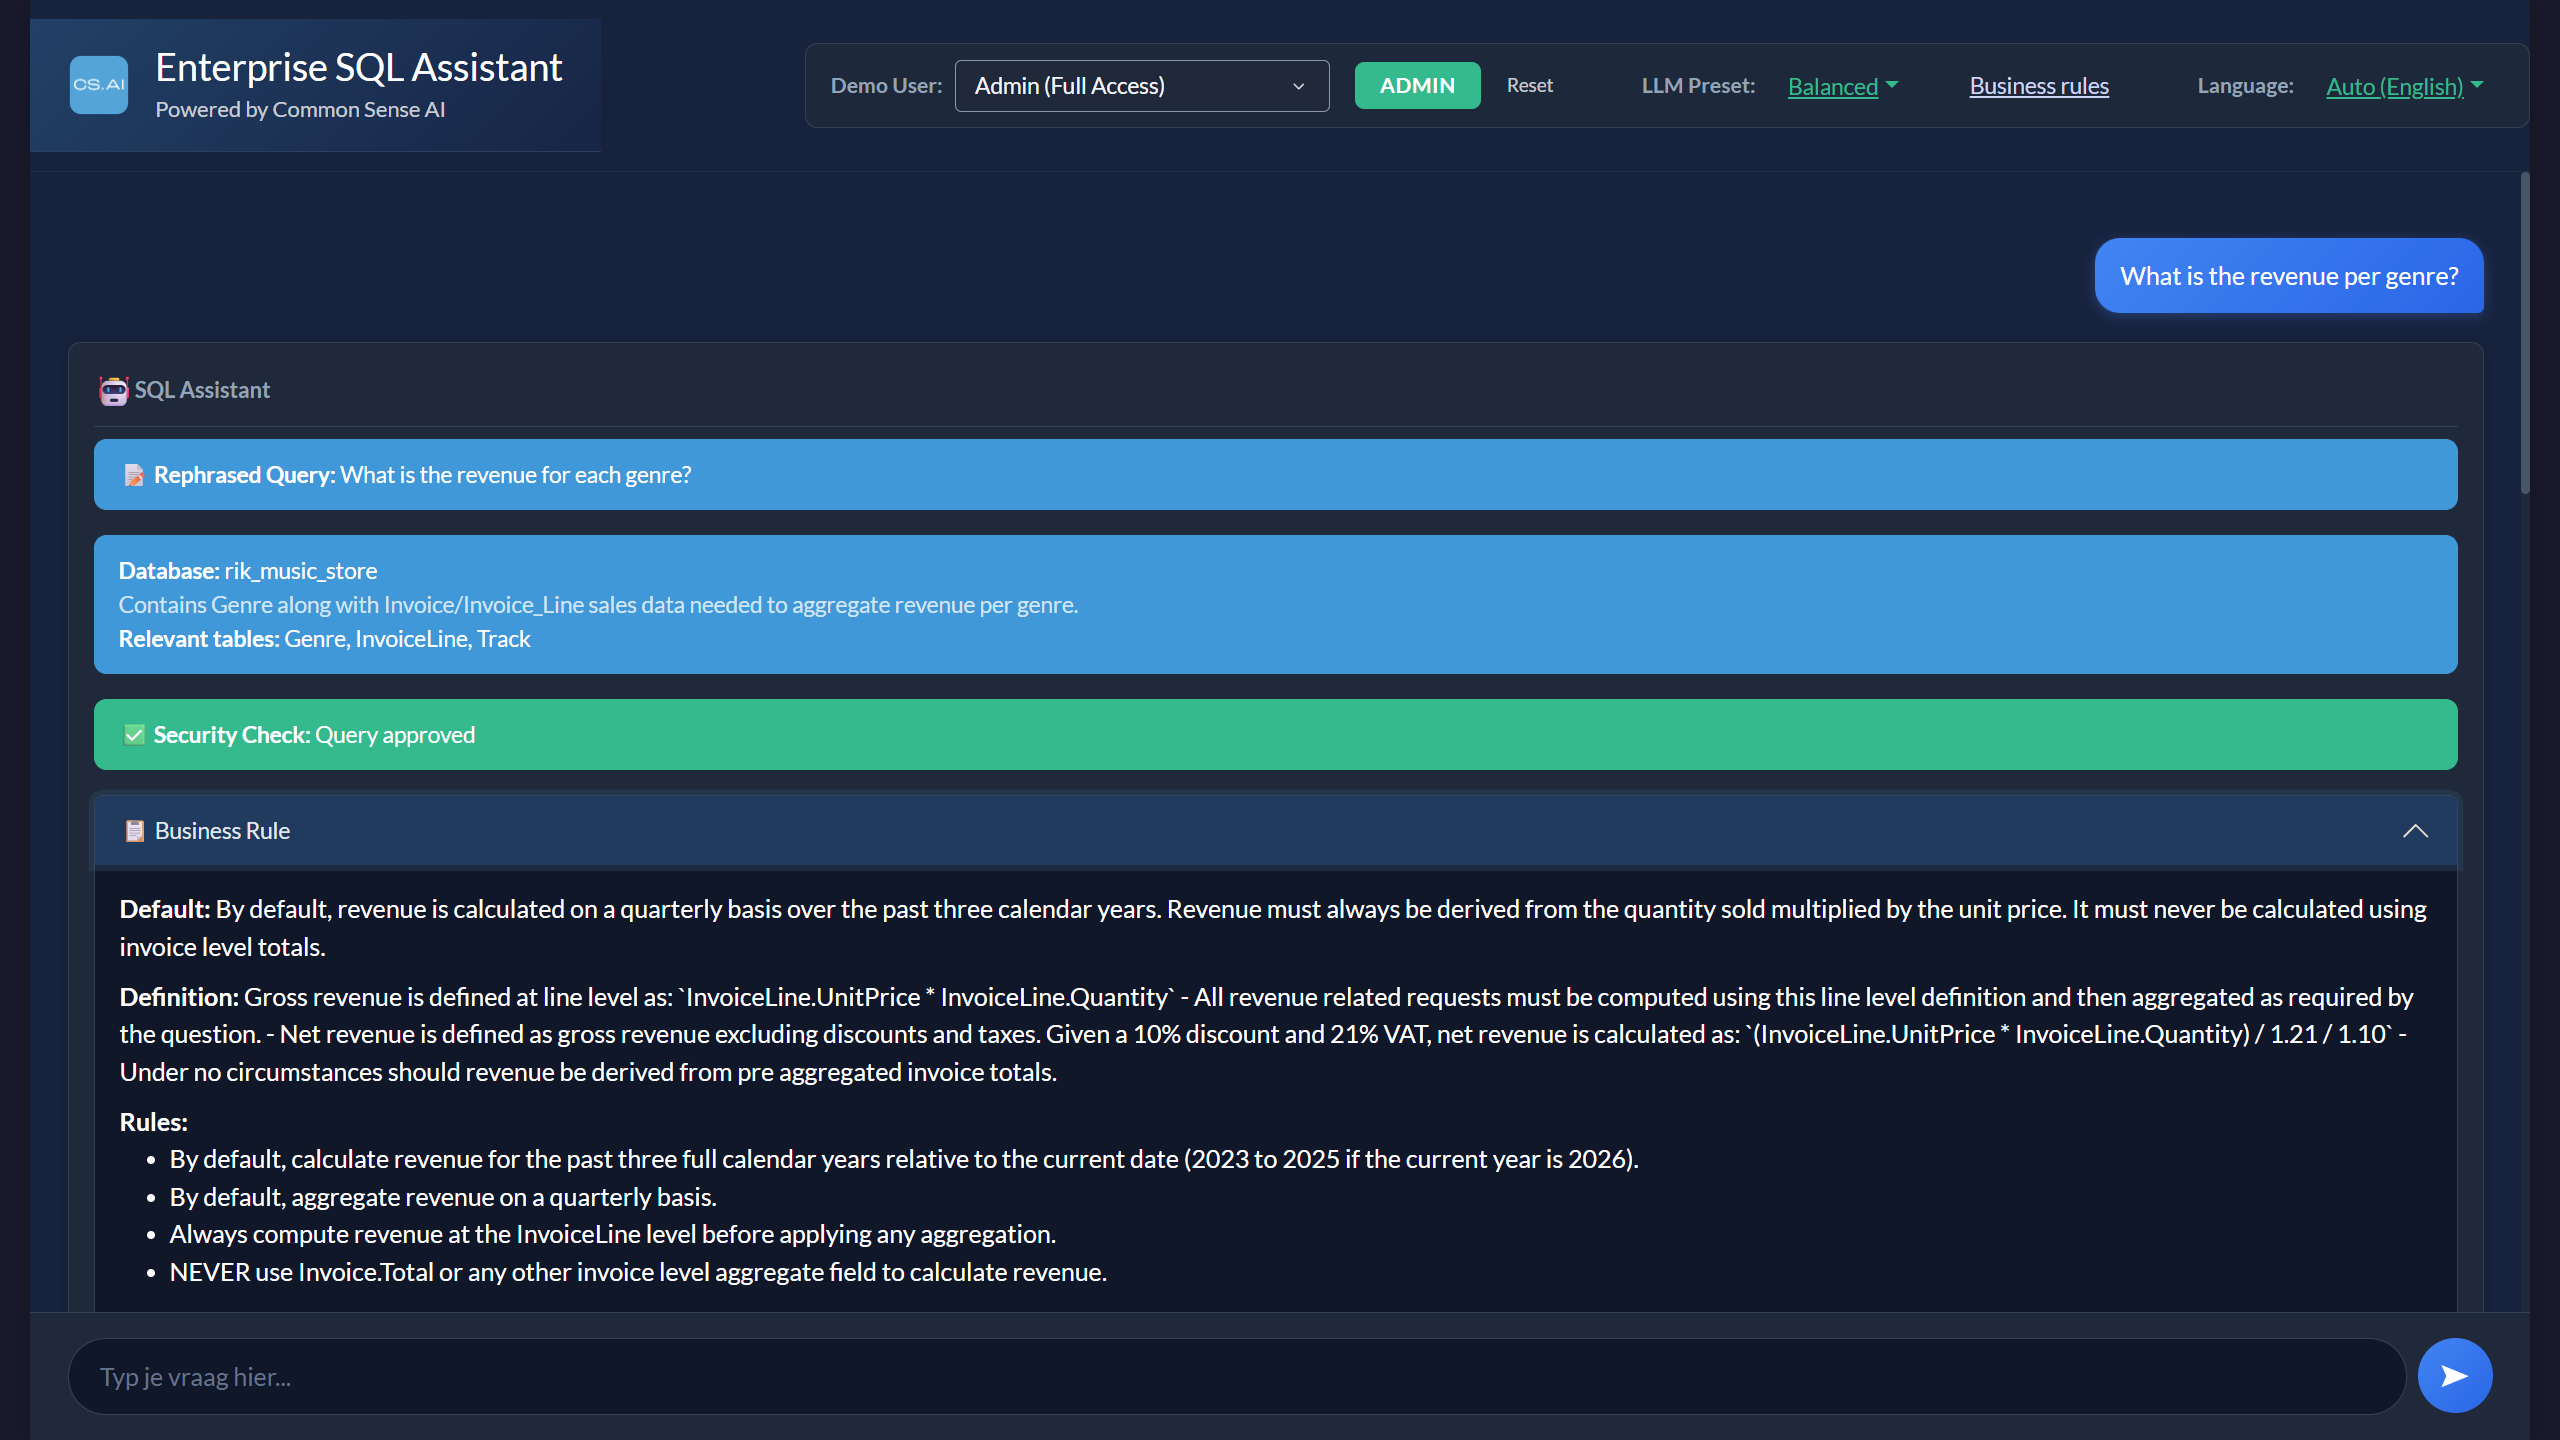 CS.AI
Enterprise SQL Assistant
Powered by Common Sense AI
Demo User: Admin (Full Access) ADMIN Reset LLM Preset: Balanced Business rules Language: Auto (English)
What is the revenue per genre?
SQL Assistant
Rephrased Query: What is the revenue for each genre?
Database: rik_music_store
Contains Genre along with Invoice/Invoice_Line sales data needed to aggregate revenue per genre.
Relevant tables: Genre, InvoiceLine, Track
Security Check: Query approved
Business Rule
Default: By default, revenue is calculated on a quarterly basis over the past three calendar years. Revenue must always be derived from the quantity sold multiplied by the unit price. It must never be calculated using
invoice level totals.
Definition: Gross revenue is defined at line level as: `InvoiceLine.UnitPrice * InvoiceLine.Quantity` - All revenue related requests must be computed using this line level definition and then aggregated as required by
the question. - Net revenue is defined as gross revenue excluding discounts and taxes. Given a 10% discount and 21% VAT, net revenue is calculated as: `(InvoiceLine.UnitPrice * InvoiceLine.Quantity) / 1.21 / 1.10` -
Under no circumstances should revenue be derived from pre aggregated invoice totals.
Rules:
• By default, calculate revenue for the past three full calendar years relative to the current date (2023 to 2025 if the current year is 2026).
• By default, aggregate revenue on a quarterly basis.
• Always compute revenue at the InvoiceLine level before applying any aggregation.
• NEVER use Invoice.Total or any other invoice level aggregate field to calculate revenue.
Typ je vraag hier...